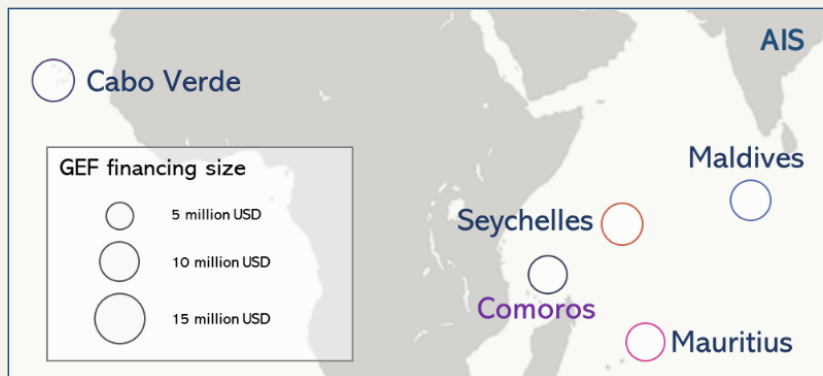 AIS
Cabo Verde
Maldives
GEF financing size
5 million USD
10 million USD
15 million USD
Seychelles
Comoros
Mauritius